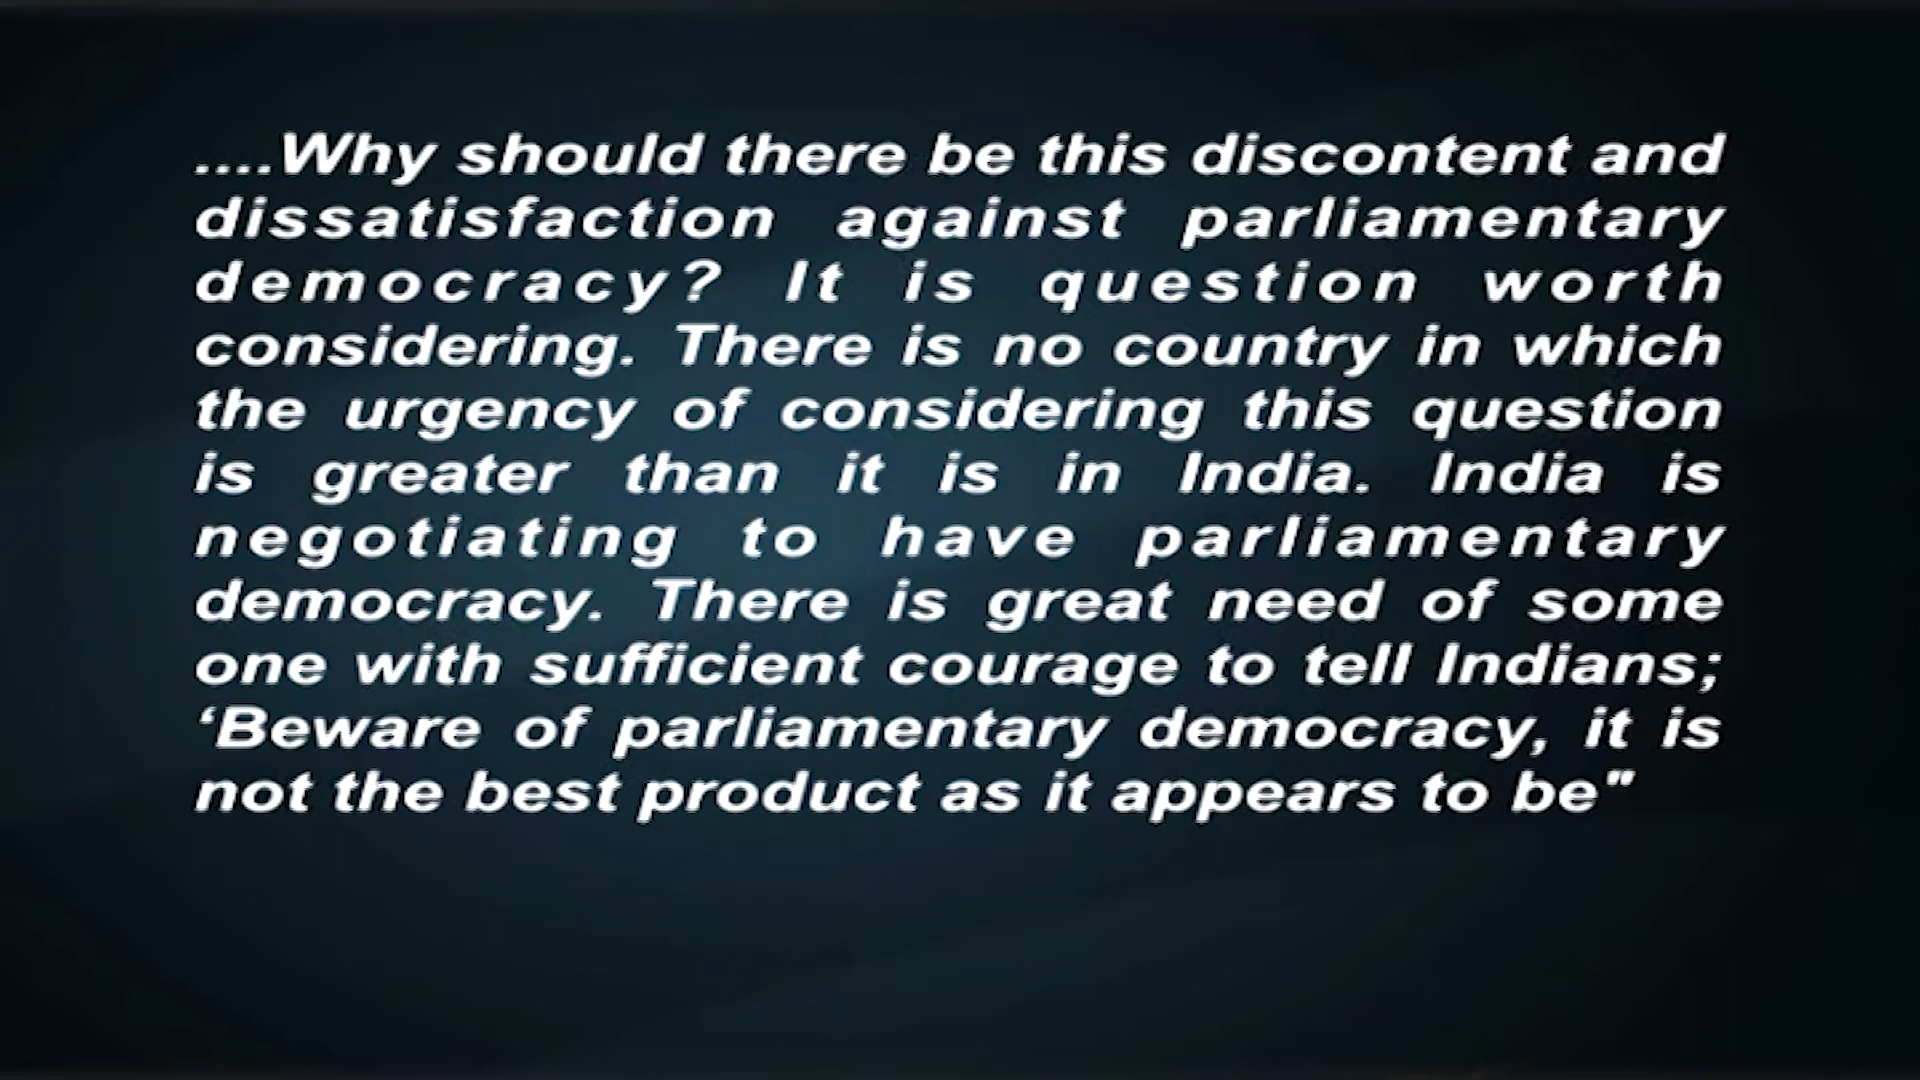 ....Why should there be this discontent and
dissatisfaction against parliamentary
democracy? It is question worth
considering. There is no country in which
the urgency of considering this question
is greater than it is in India. India is
negotiating to have parliamentary
democracy. There is great need of some
one with sufficient courage to tell Indians;
‘Beware of parliamentary democracy, it is
not the best product as it appears to be"